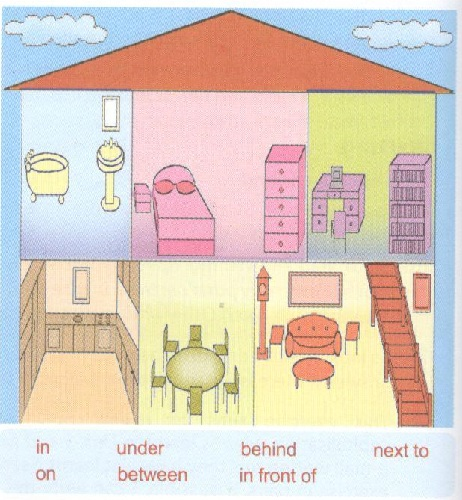 in under behind next to
on between in front of